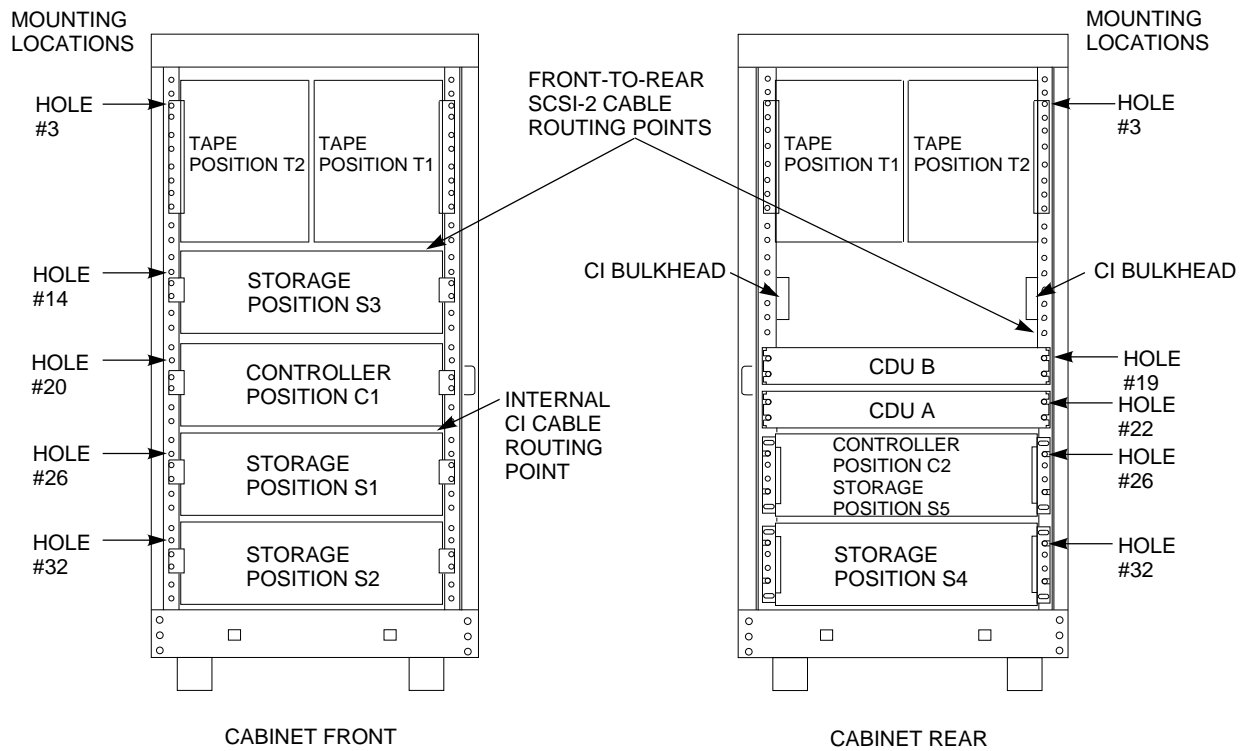 MOUNTING
LOCATIONS
HOLE
#3
TAPE
POSITION T2
TAPE
POSITION T1
HOLE
#14
STORAGE
POSITION S3
HOLE
#20
CONTROLLER
POSITION C1
HOLE
#26
STORAGE
POSITION S1
HOLE
#32
STORAGE
POSITION S2
CABINET FRONT
FRONT-TO-REAR
SCSI-2 CABLE
ROUTING POINTS
INTERNAL
CI CABLE
ROUTING
POINT
MOUNTING
LOCATIONS
TAPE
POSITION T1
TAPE
POSITION T2
HOLE
#3
CI BULKHEAD
CI BULKHEAD
CDU B
HOLE
#19
CDU A
HOLE
#22
CONTROLLER
POSITION C2
STORAGE
POSITION S5
HOLE
#26
STORAGE
POSITION S4
HOLE
#32
CABINET REAR